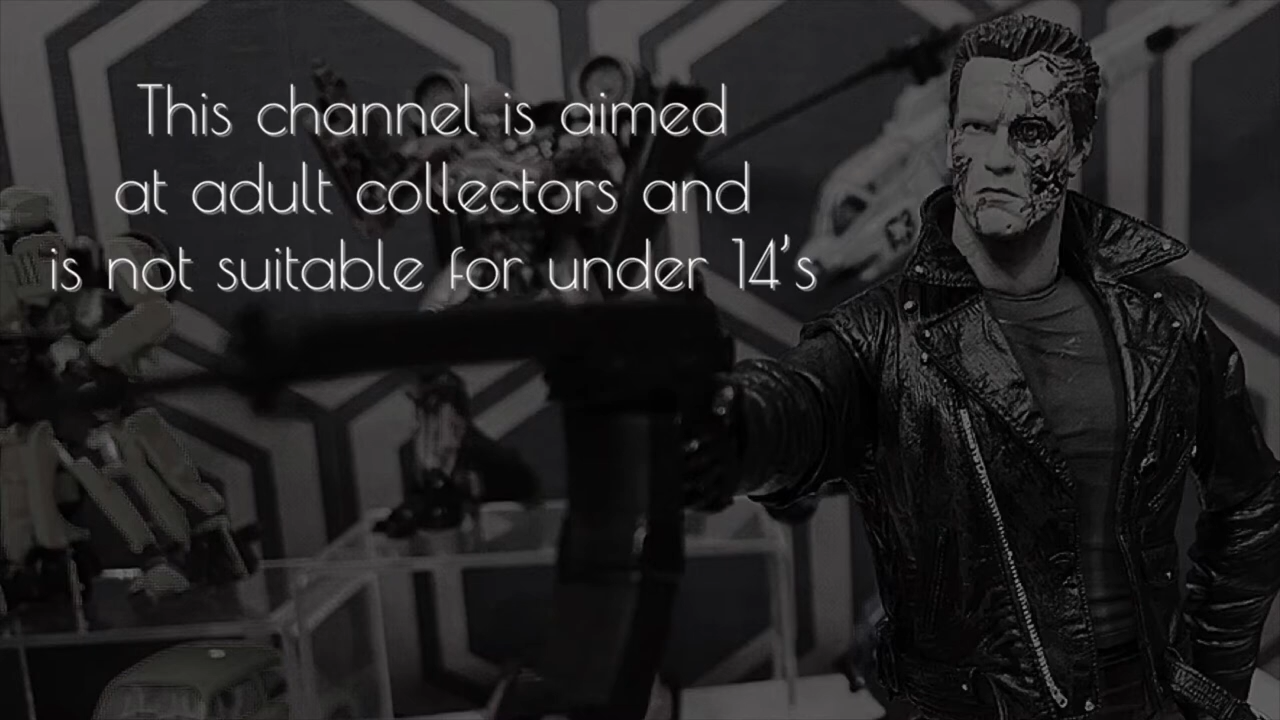 This channel is aimed
at adult collectors and
is not suitable for under 14's